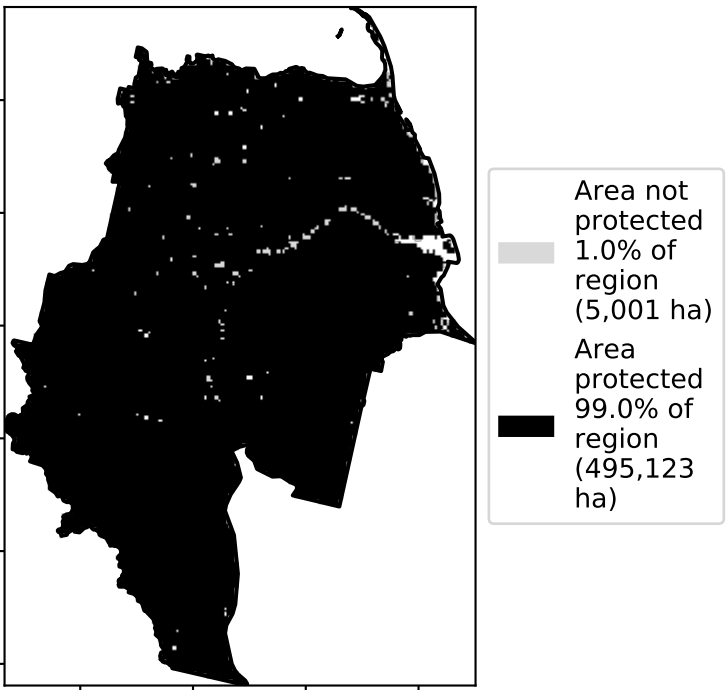 Area not
protected
1.0% of
region
(5,001 ha)
Area
protected
99.0% of
region
(495,123
ha)